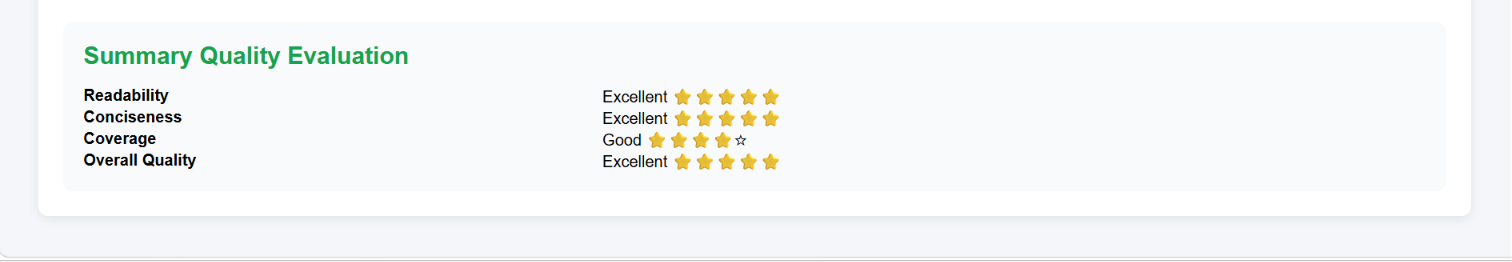 Summary Quality Evaluation
Readability Excellent ⭐⭐⭐⭐⭐
Conciseness Excellent ⭐⭐⭐⭐⭐
Coverage Good ⭐⭐⭐⭐☆
Overall Quality Excellent ⭐⭐⭐⭐⭐